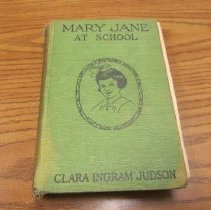 MARY JANE
AT SCHOOL
CLARA INGRAM JUDSON